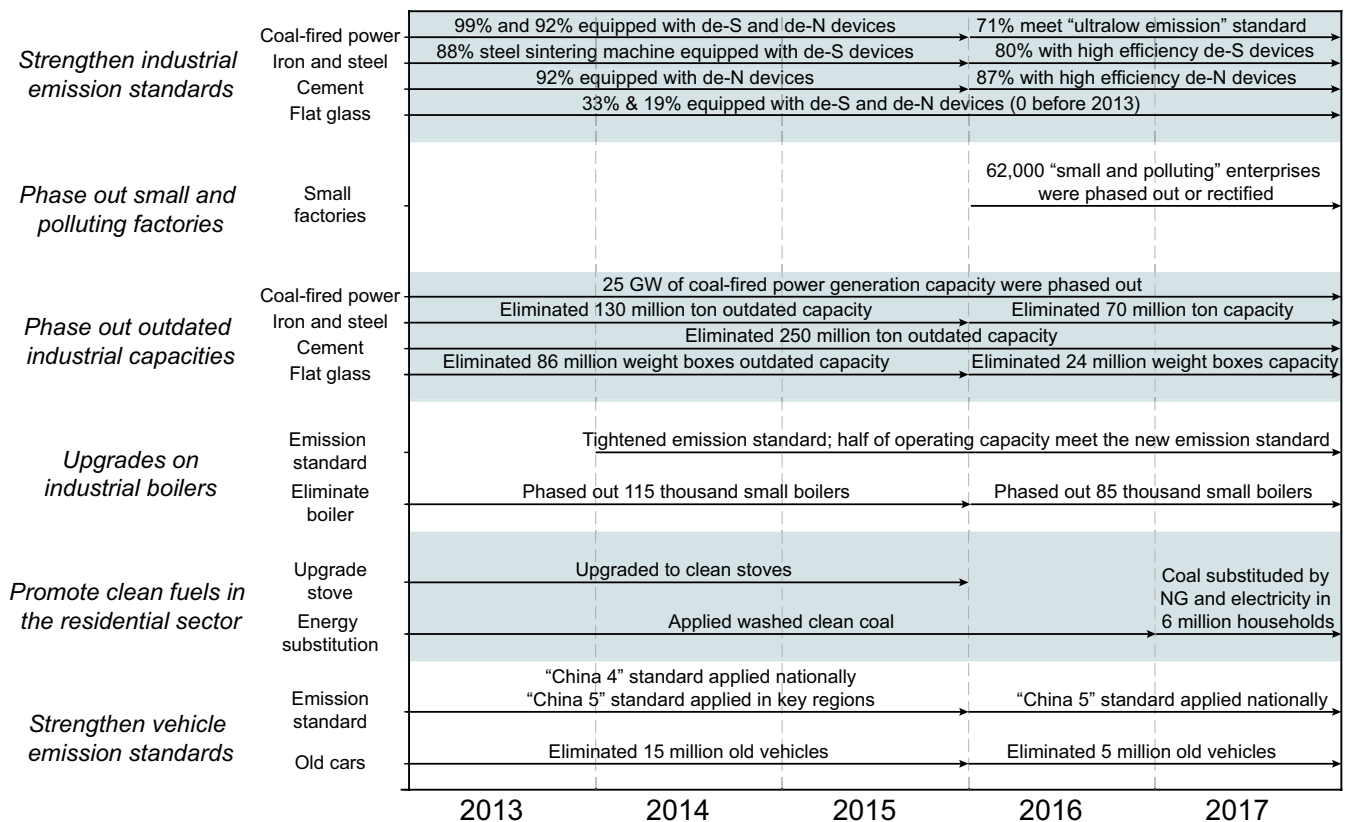 Strengthen industrial
emission standards
Coal-fired power
99% and 92% equipped with de-S and de-N devices
71% meet “ultralow emission” standard
Iron and steel
88% steel sintering machine equipped with de-S devices
80% with high efficiency de-S devices
Cement
92% equipped with de-N devices
87% with high efficiency de-N devices
Flat glass
33% & 19% equipped with de-S and de-N devices (0 before 2013)
Phase out small and
polluting factories
Small
factories
62,000 “small and polluting” enterprises
were phased out or rectified
Phase out outdated
industrial capacities
Coal-fired power
25 GW of coal-fired power generation capacity were phased out
Iron and steel
Eliminated 130 million ton outdated capacity
Eliminated 70 million ton capacity
Cement
Eliminated 250 million ton outdated capacity
Flat glass
Eliminated 86 million weight boxes outdated capacity
Eliminated 24 million weight boxes capacity
Upgrades on
industrial boilers
Emission
standard
Tightened emission standard; half of operating capacity meet the new emission standard
Eliminate
boiler
Phased out 115 thousand small boilers
Phased out 85 thousand small boilers
Promote clean fuels in
the residential sector
Upgrade
stove
Upgraded to clean stoves
Energy
substitution
Applied washed clean coal
Coal substituded by
NG and electricity in
6 million households
Strengthen vehicle
emission standards
Emission
standard
“China 4” standard applied nationally
“China 5” standard applied in key regions
“China 5” standard applied nationally
Old cars
Eliminated 15 million old vehicles
Eliminated 5 million old vehicles
2013
2014
2015
2016
2017